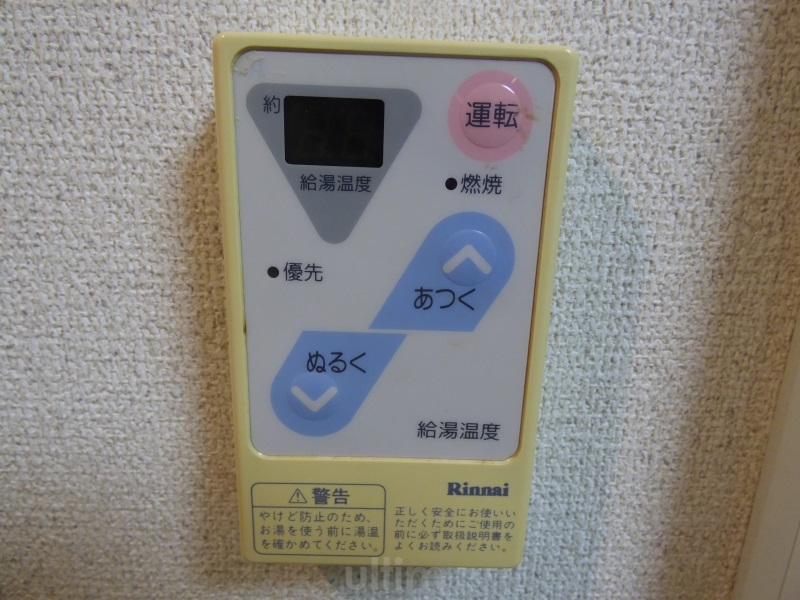 約
給湯温度
運転
燃焼
優先
あつく
ぬるく
給湯温度
Rinnai
警告
やけど防止のため、
お湯を使う前に湯温
を確かめてください。
正しく安全にお使いい
ただくためにご使用の
前に必ず取扱説明書を
よくお読みください。